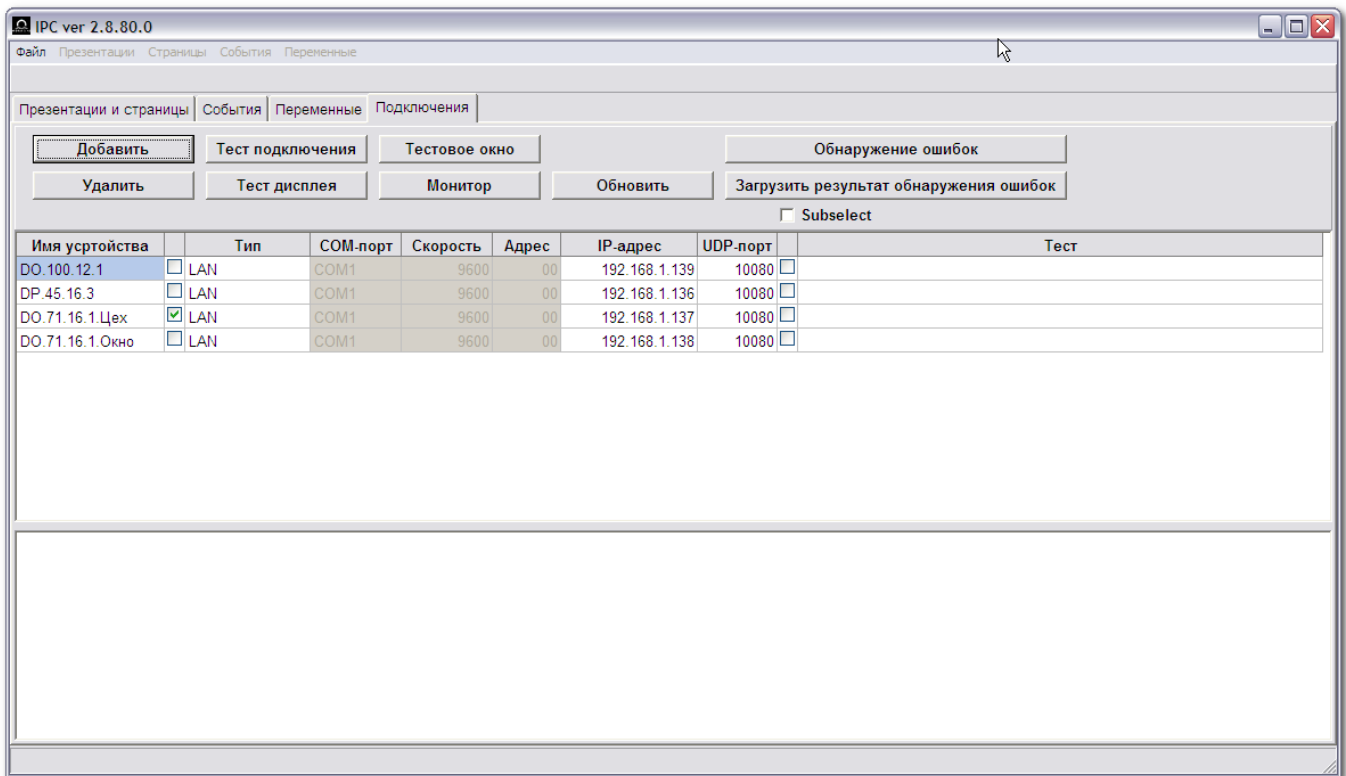 IPC ver 2.8.80.0
Файл Презентации Страницы События Переменные
Презентации и страницы События Переменные Подключения
Добавить Тест подключения Тестовое окно Обнаружение ошибок
Удалить Тест дисплея Монитор Обновить Загрузить результат обнаружения ошибок
Subselect
Имя усртойства Тип COM-порт Скорость Адрес IP-адрес UDP-порт Тест
DO.100.12.1 LAN COM1 9600 00 192.168.1.139 10080
DP.45.16.3 LAN COM1 9600 00 192.168.1.136 10080
DO.71.16.1.Цех LAN COM1 9600 00 192.168.1.137 10080
DO.71.16.1.Окно LAN COM1 9600 00 192.168.1.138 10080